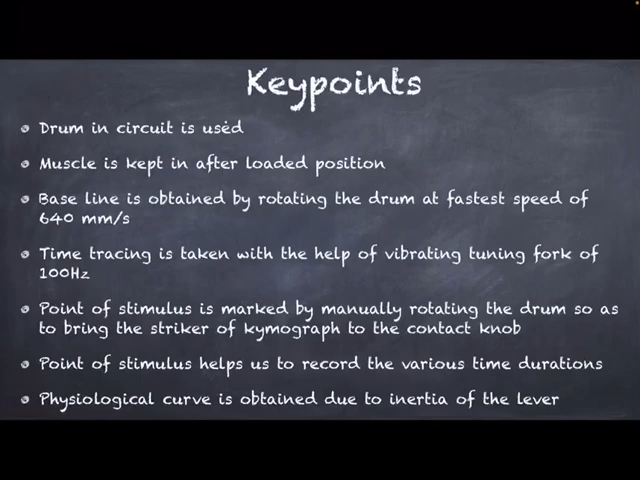 Keypoints
Drum in circuit is used
Muscle is kept in after loaded position
Base line is obtained by rotating the drum at fastest speed of
640 mm/s
Time tracing is taken with the help of vibrating tuning fork of
100Hz
Point of stimulus is marked by manually rotating the drum so as
to bring the striker of kymograph to the contact knob
Point of stimulus helps us to record the various time durations
Physiological curve is obtained due to inertia of the lever